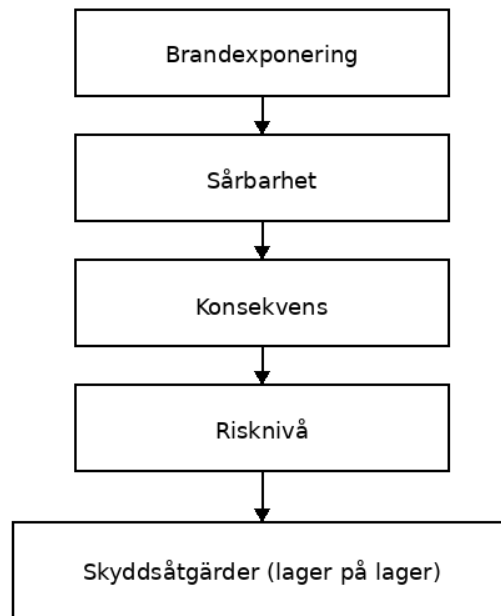 Brandexponering
Sårbarhet
Konsekvens
Risknivå
Skyddsåtgärder (lager på lager)